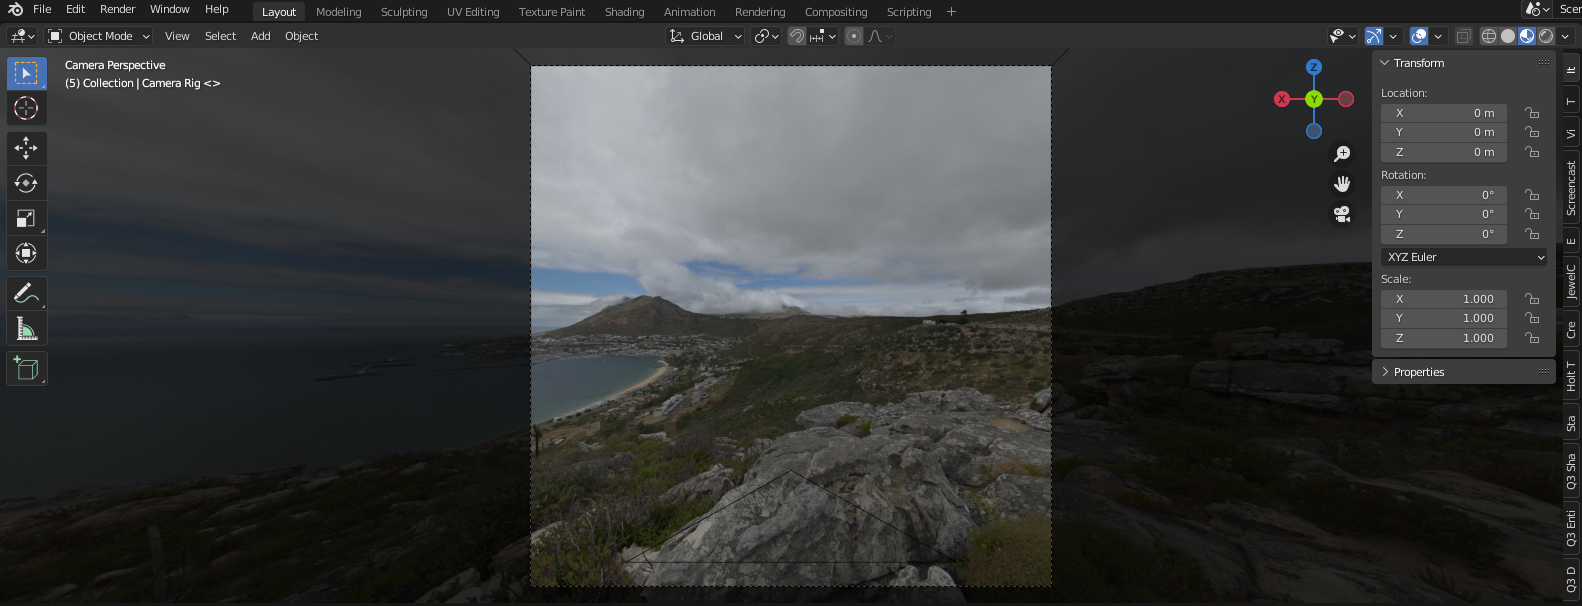 File Edit Render Window Help Layout Modeling Sculpting UV Editing Texture Paint Shading Animation Rendering Compositing Scripting + Scer
Object Mode View Select Add Object Global
Camera Perspective
(5) Collection | Camera Rig <>
Z
X Y
Transform
Location:
X 0 m
Y 0 m
Z 0 m
Rotation:
X 0°
Y 0°
Z 0°
XYZ Euler
Scale:
X 1.000
Y 1.000
Z 1.000
Properties
It
T
Vi
Screencast
E
JewelC
Cre
Holt T
Sta
Q3 Sha
Q3 Enti
Q3 D